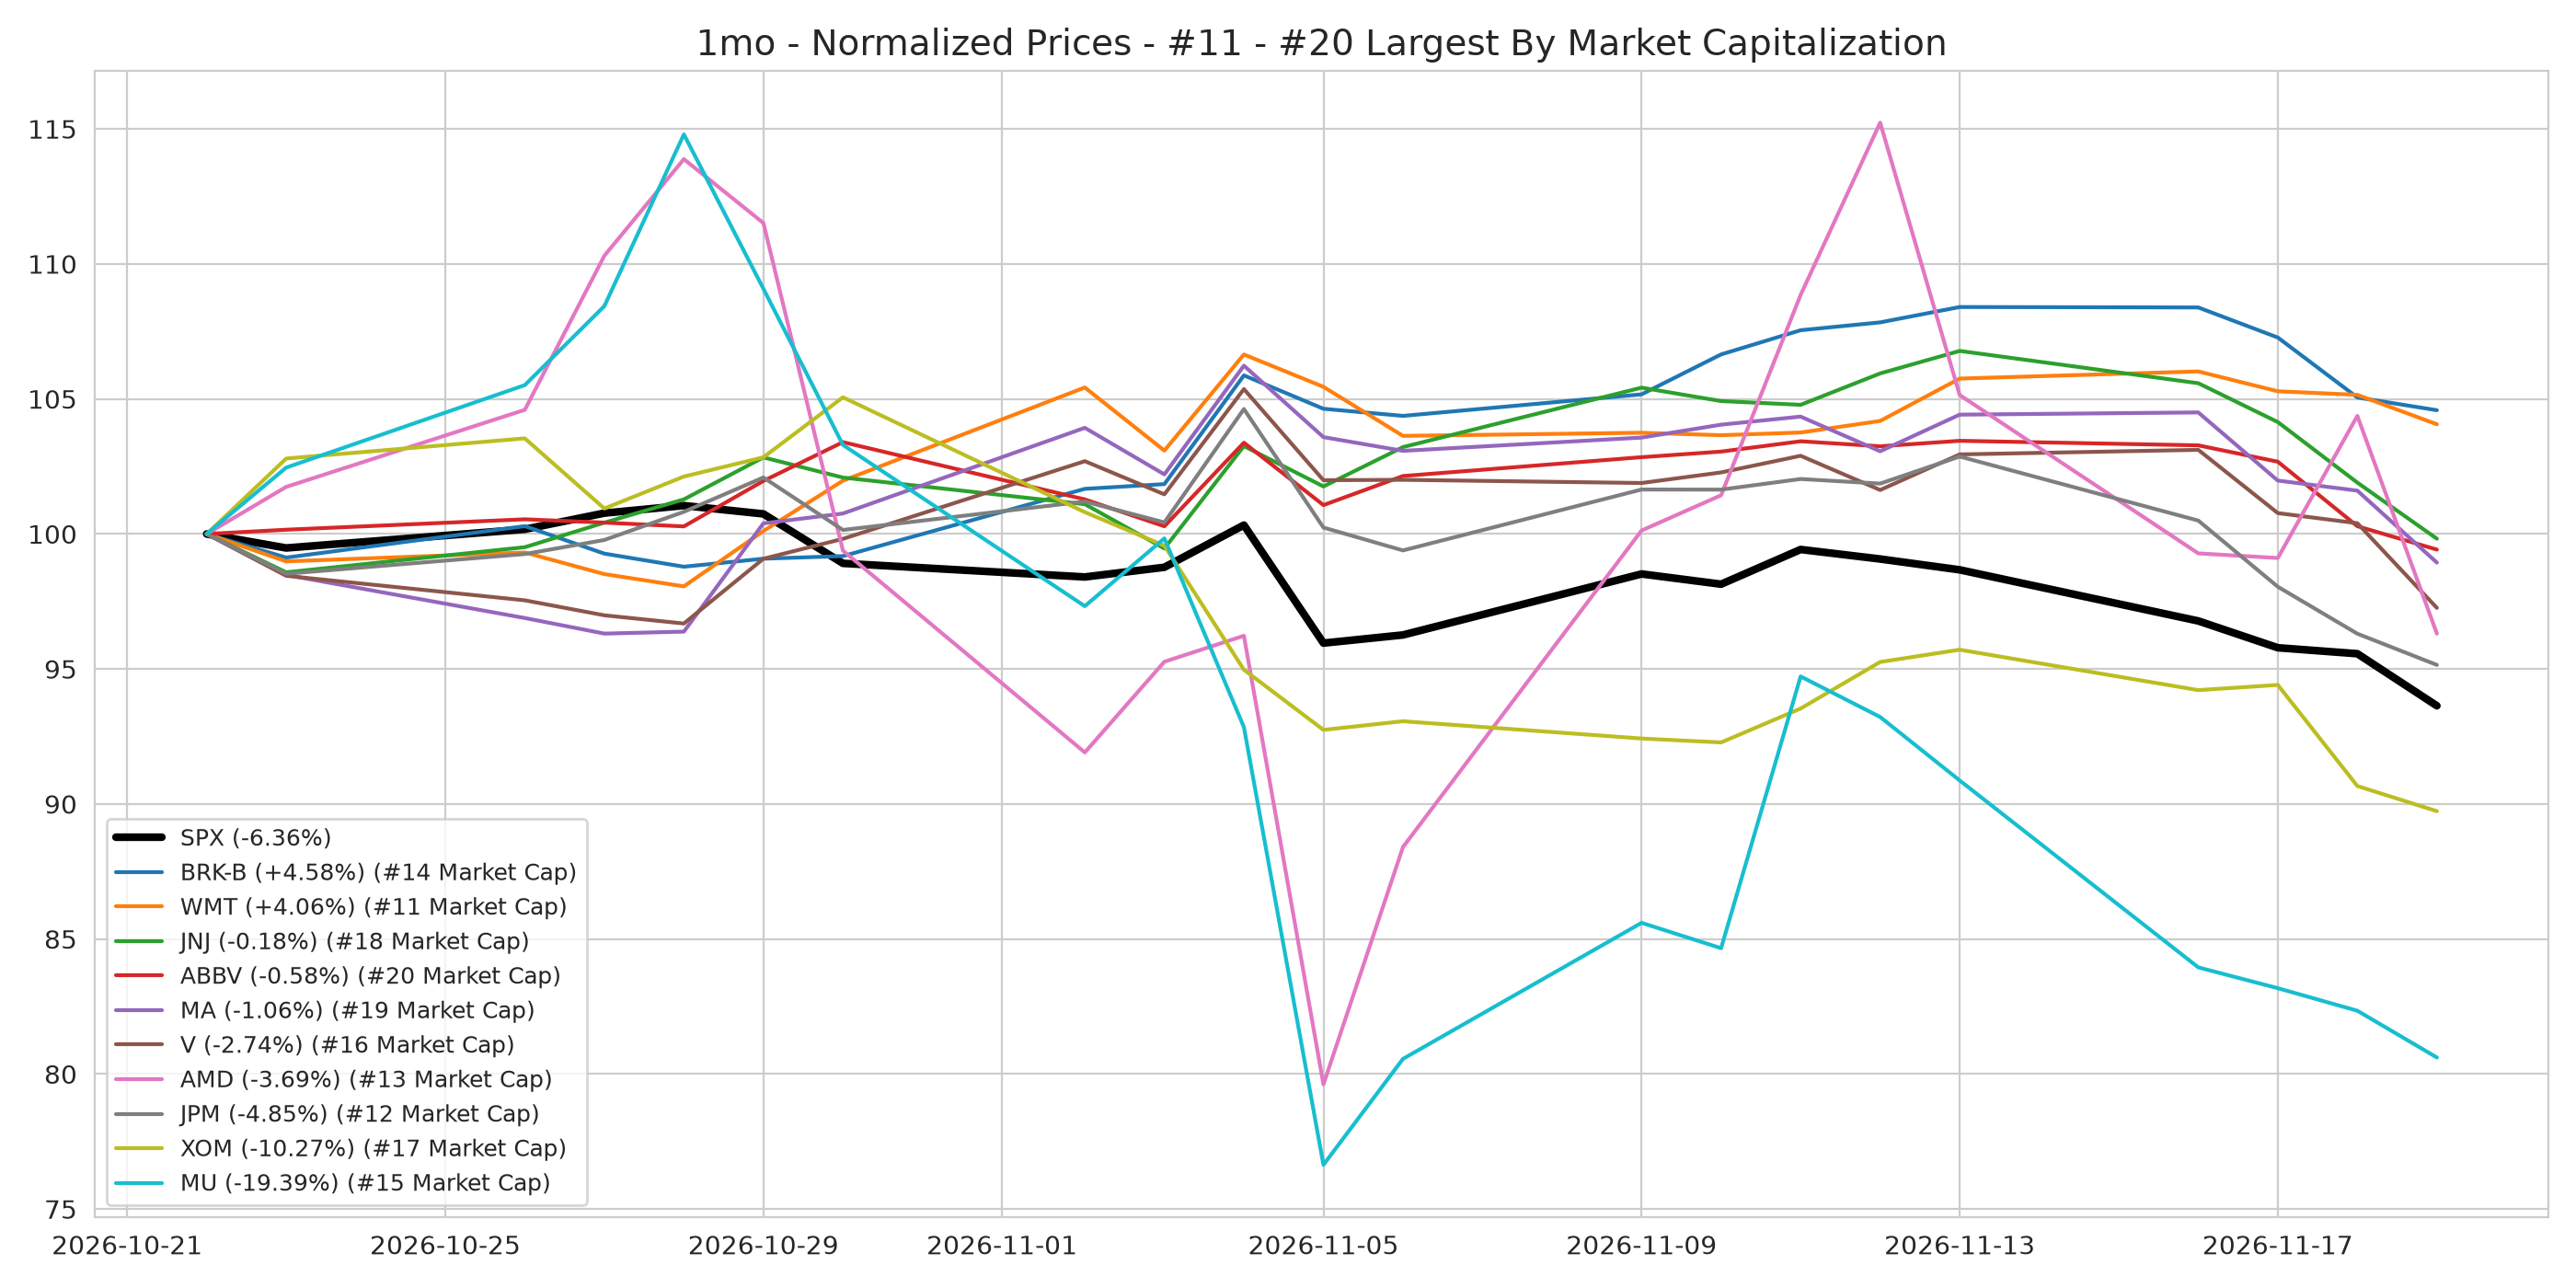 1mo - Normalized Prices - #11 - #20 Largest By Market Capitalization
115
110
105
100
95
90
85
80
75
SPX (-6.36%)
BRK-B (+4.58%) (#14 Market Cap)
WMT (+4.06%) (#11 Market Cap)
JNJ (-0.18%) (#18 Market Cap)
ABBV (-0.58%) (#20 Market Cap)
MA (-1.06%) (#19 Market Cap)
V (-2.74%) (#16 Market Cap)
AMD (-3.69%) (#13 Market Cap)
JPM (-4.85%) (#12 Market Cap)
XOM (-10.27%) (#17 Market Cap)
MU (-19.39%) (#15 Market Cap)
2026-10-21 2026-10-25 2026-10-29 2026-11-01 2026-11-05 2026-11-09 2026-11-13 2026-11-17